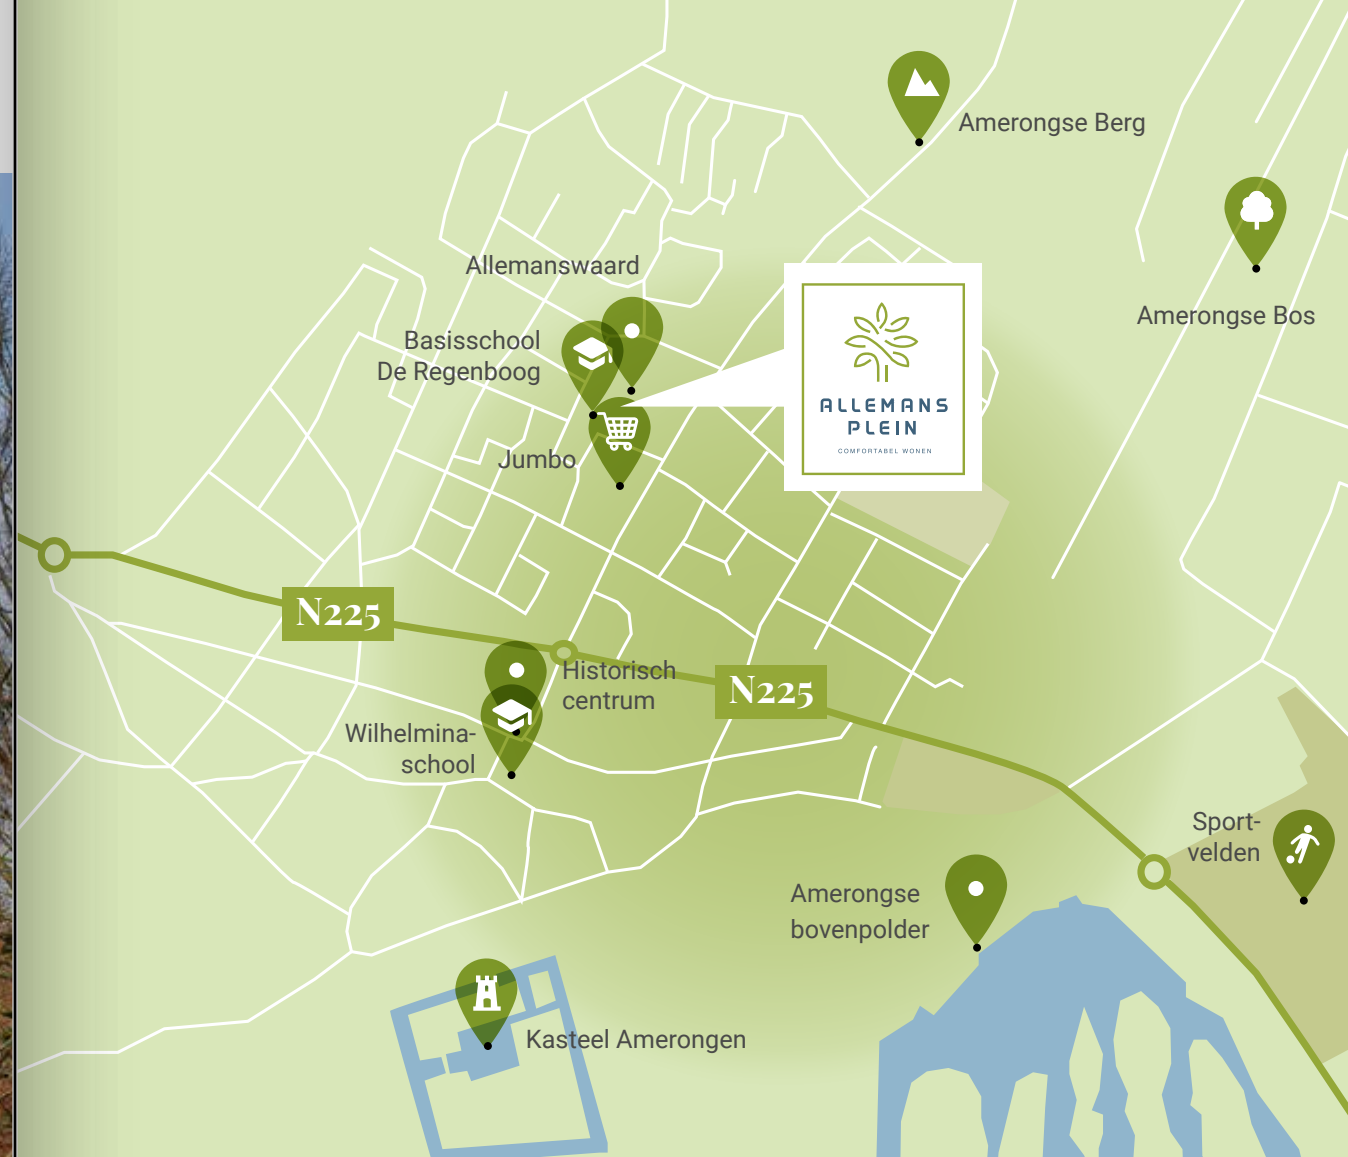 Amerongse Berg
Allemanswaard
Amerongse Bos
Basisschool
De Regenboog
ALLEMANS
PLEIN
COMFORTABEL WONEN
Jumbo
N225
Historisch
centrum
N225
Wilhelmina-
school
Sport-
velden
Amerongse
bovenpolder
Kasteel Amerongen